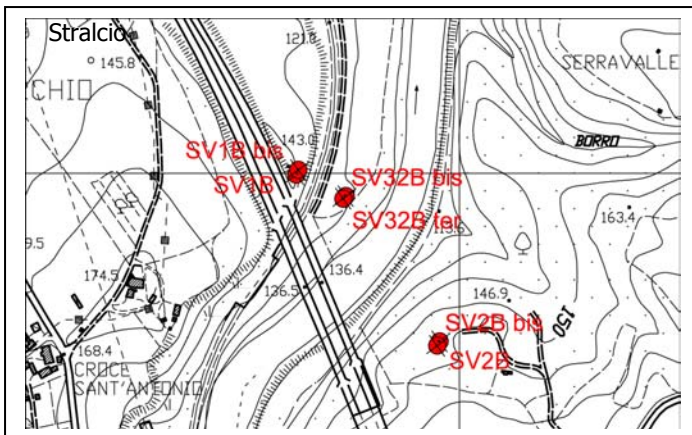 Stralcio
121.8
145.8
SERRAVALLE
CHIO
143.0
SV1B bis
BORRO
SV1B
SV32B bis
SV32B ter
163.4
9.5
174.5
136.4
136.5
146.9
150
SV2B bis
SV2B
168.4
CROCE
SANT'ANTONIO